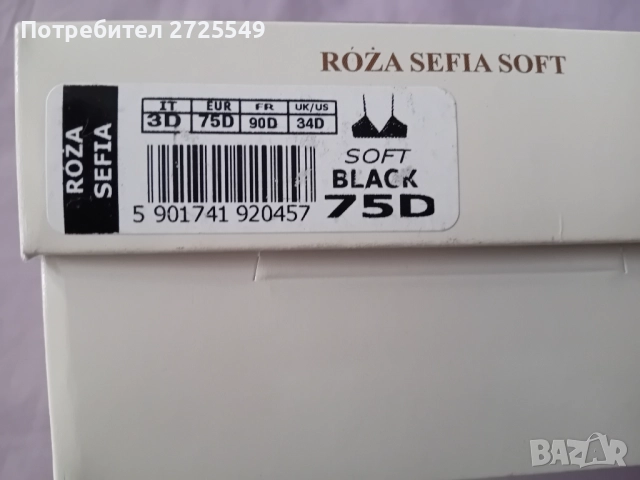 Потребител 2725549
RÓŻA SEFIA SOFT
RÓŻA
SEFIA
IT EUR FR UK/US
3D 75D 90D 34D
SOFT
BLACK
75D
5 901741 920457
BAZAR